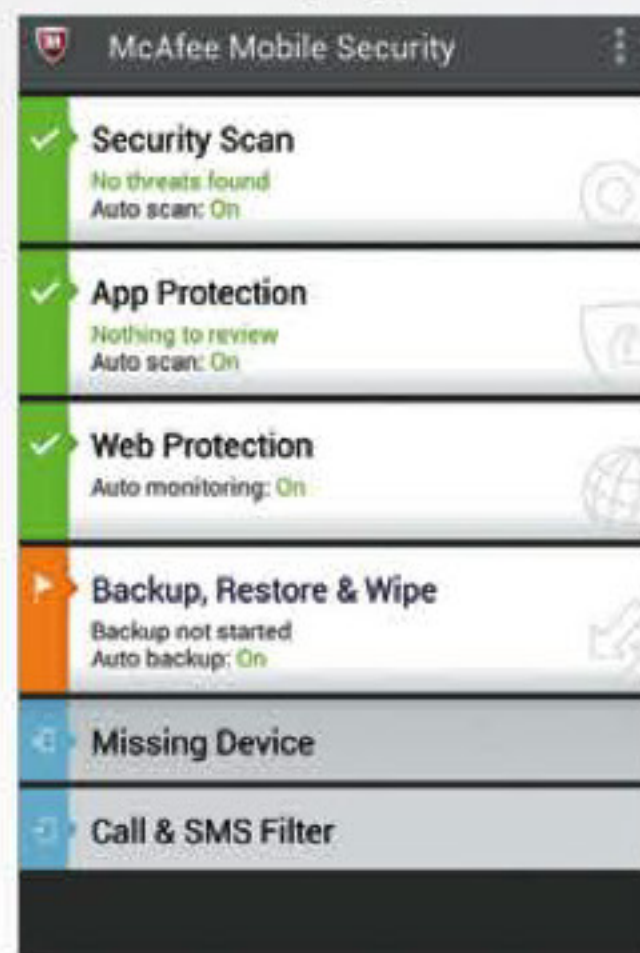 McAfee Mobile Security
Security Scan
No threats found
Auto scan: On
App Protection
Nothing to review
Auto scan: On
Web Protection
Auto monitoring: On
Backup, Restore & Wipe
Backup not started
Auto backup: On
Missing Device
Call & SMS Filter